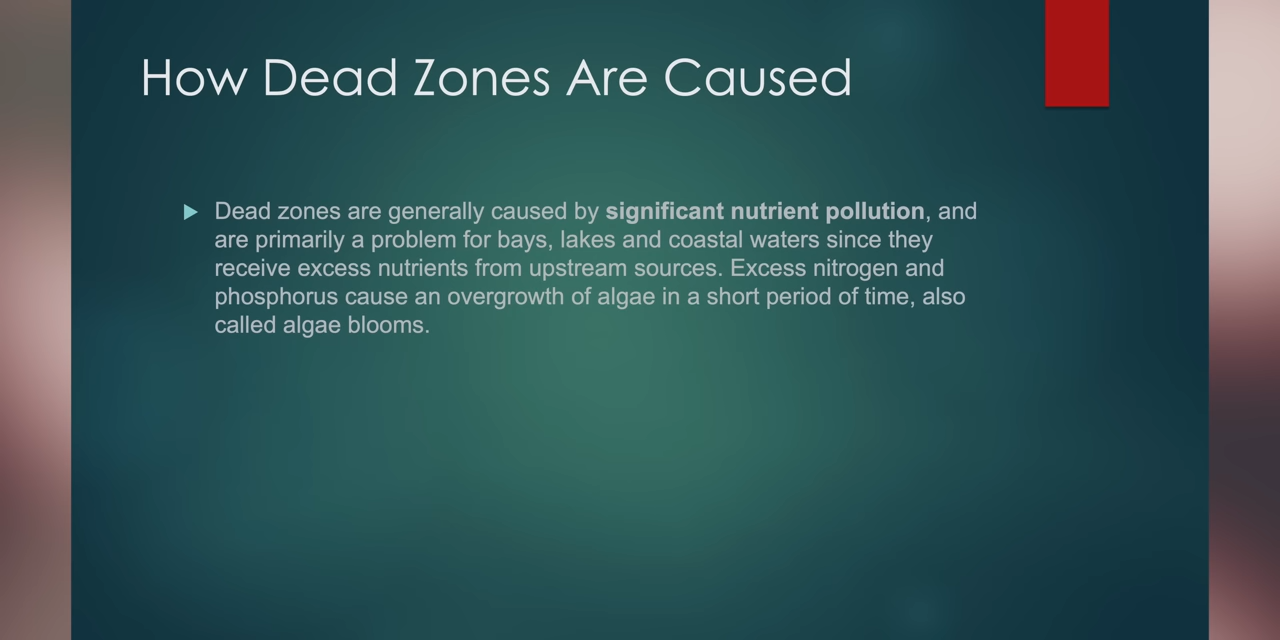 How Dead Zones Are Caused
Dead zones are generally caused by significant nutrient pollution, and
are primarily a problem for bays, lakes and coastal waters since they
receive excess nutrients from upstream sources. Excess nitrogen and
phosphorus cause an overgrowth of algae in a short period of time, also
called algae blooms.